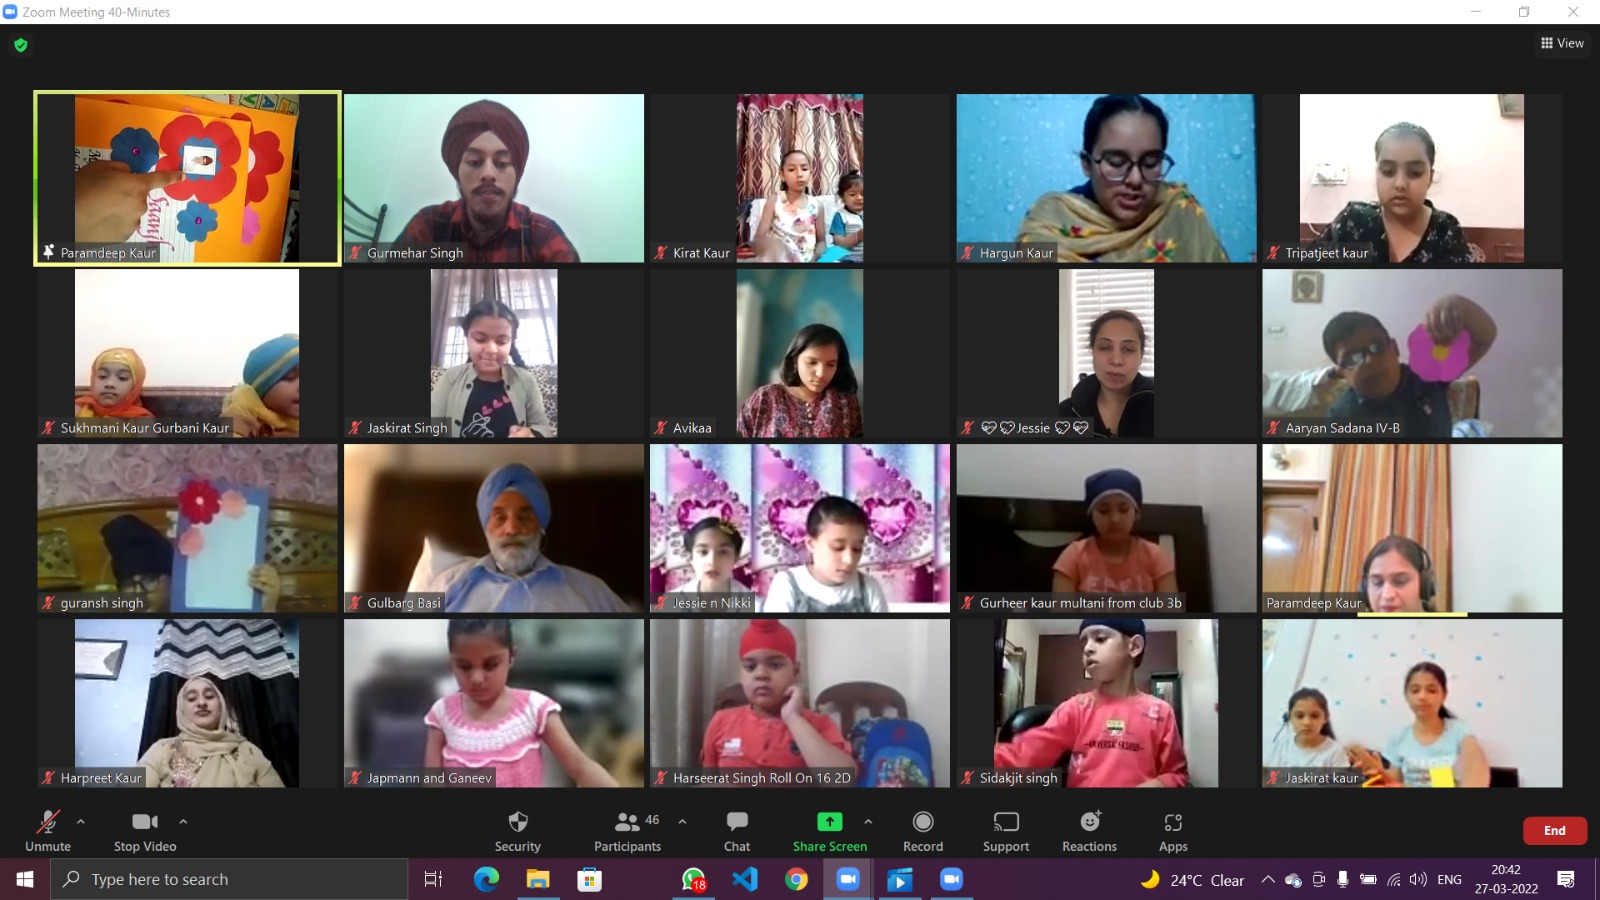 Zoom Meeting 40-Minutes
View
Paramdeep Kaur
Gurmehar Singh
Kirat Kaur
Hargun Kaur
Tripatjeet kaur
Sukhmani Kaur Gurbani Kaur
Jaskirat Singh
Avikaa
Jessie
Aaryan Sadana IV-B
guransh singh
Gulbarg Basi
Jessie n Nikki
Gurheer kaur multani from club 3b
Paramdeep Kaur
Harpreet Kaur
Japmann and Ganeev
Harseerat Singh Roll On 16 2D
Sidakjit singh
Jaskirat kaur
46
Unmute
Stop Video
Security
Participants
Chat
Share Screen
Record
Support
Reactions
Apps
End
Type here to search
18
24°C Clear
ENG
20:42
27-03-2022